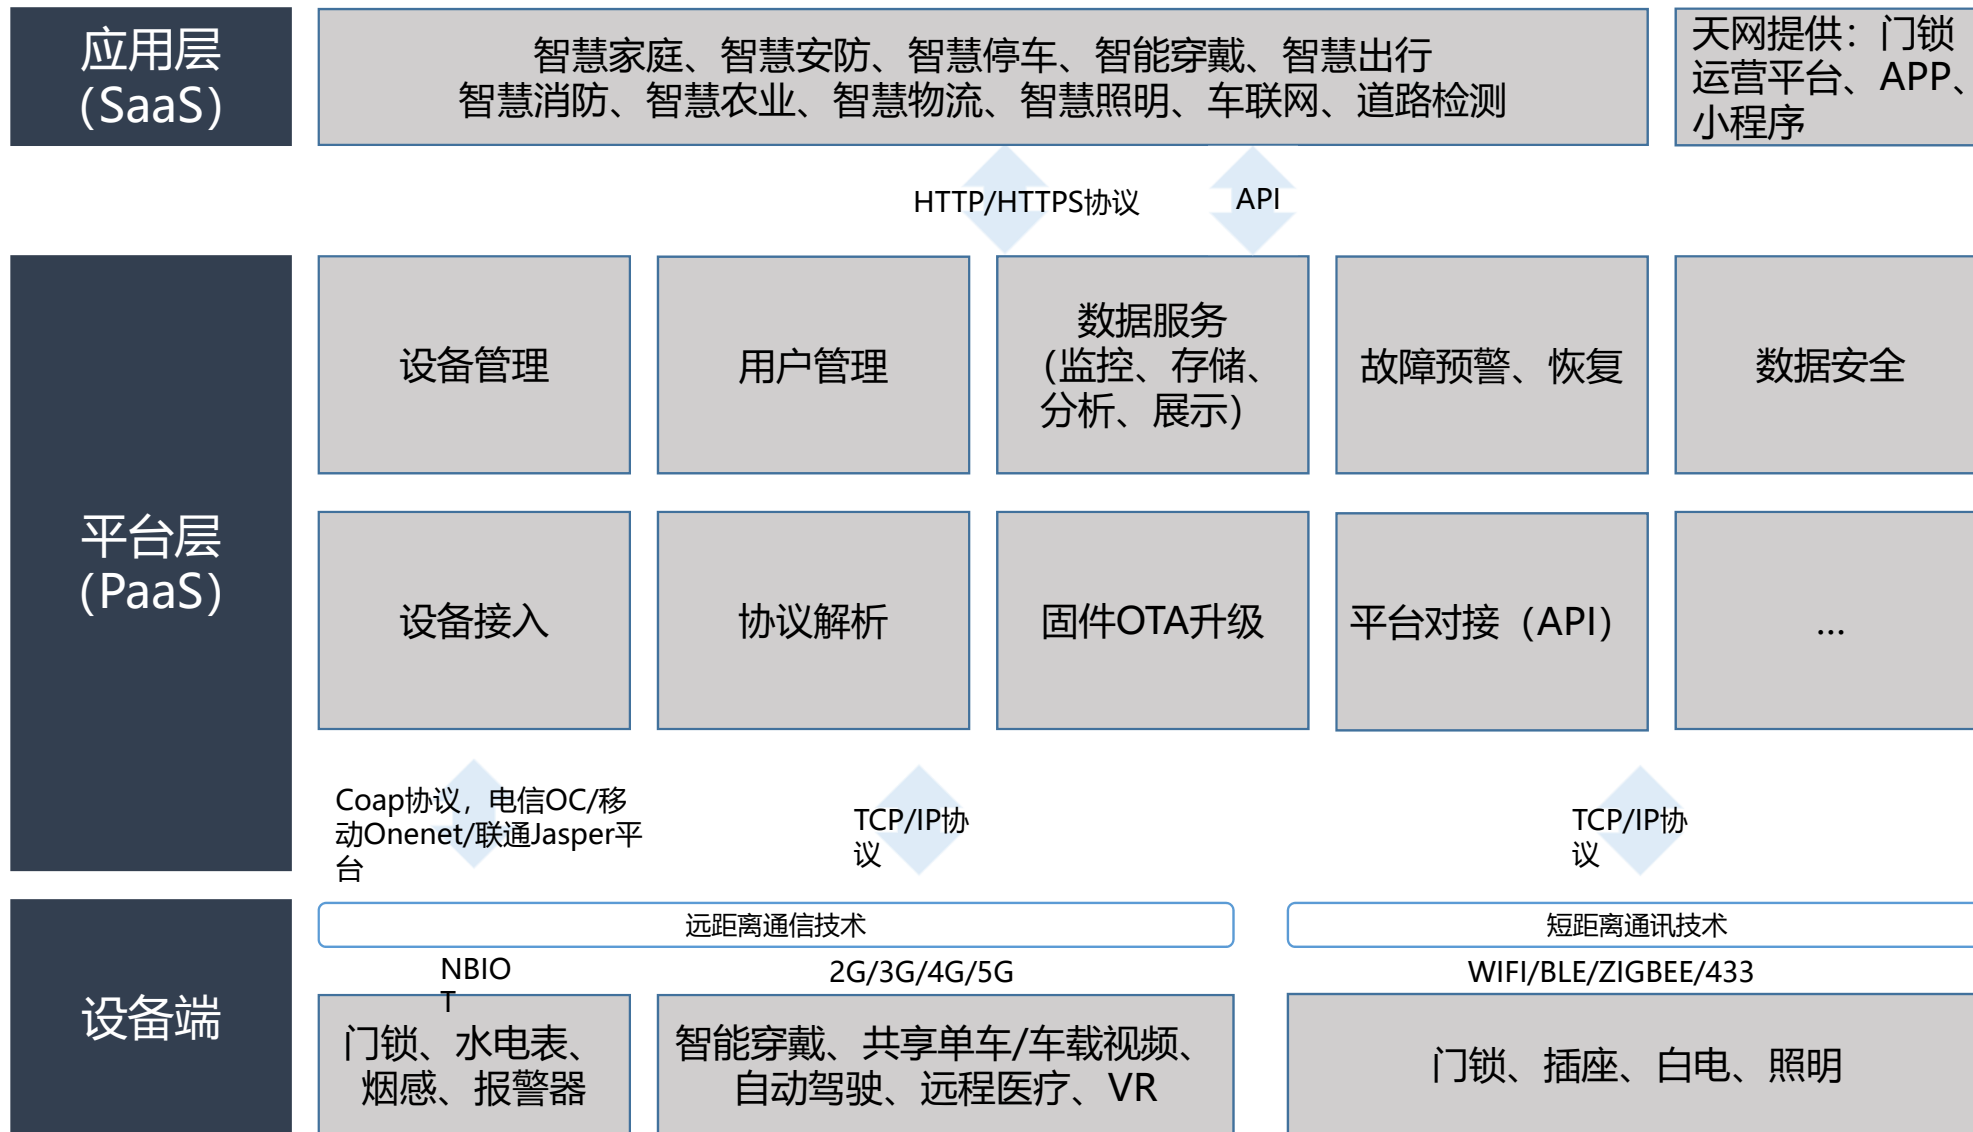 应用层
（SaaS）
智慧家庭、智慧安防、智慧停车、智能穿戴、智慧出行
智慧消防、智慧农业、智慧物流、智慧照明、车联网、道路检测
天网提供：门锁
运营平台、APP、
小程序
HTTP/HTTPS协议
API
平台层
（PaaS）
设备管理
用户管理
数据服务
（监控、存储、
分析、展示）
故障预警、恢复
数据安全
设备接入
协议解析
固件OTA升级
平台对接（API）
...
Coap协议，电信OC/移
动Onenet/联通Jasper平
台
TCP/IP协
议
TCP/IP协
议
设备端
远距离通信技术
短距离通讯技术
NBIO
T
2G/3G/4G/5G
WIFI/BLE/ZIGBEE/433
门锁、水电表、
烟感、报警器
智能穿戴、共享单车/车载视频、
自动驾驶、远程医疗、VR
门锁、插座、白电、照明